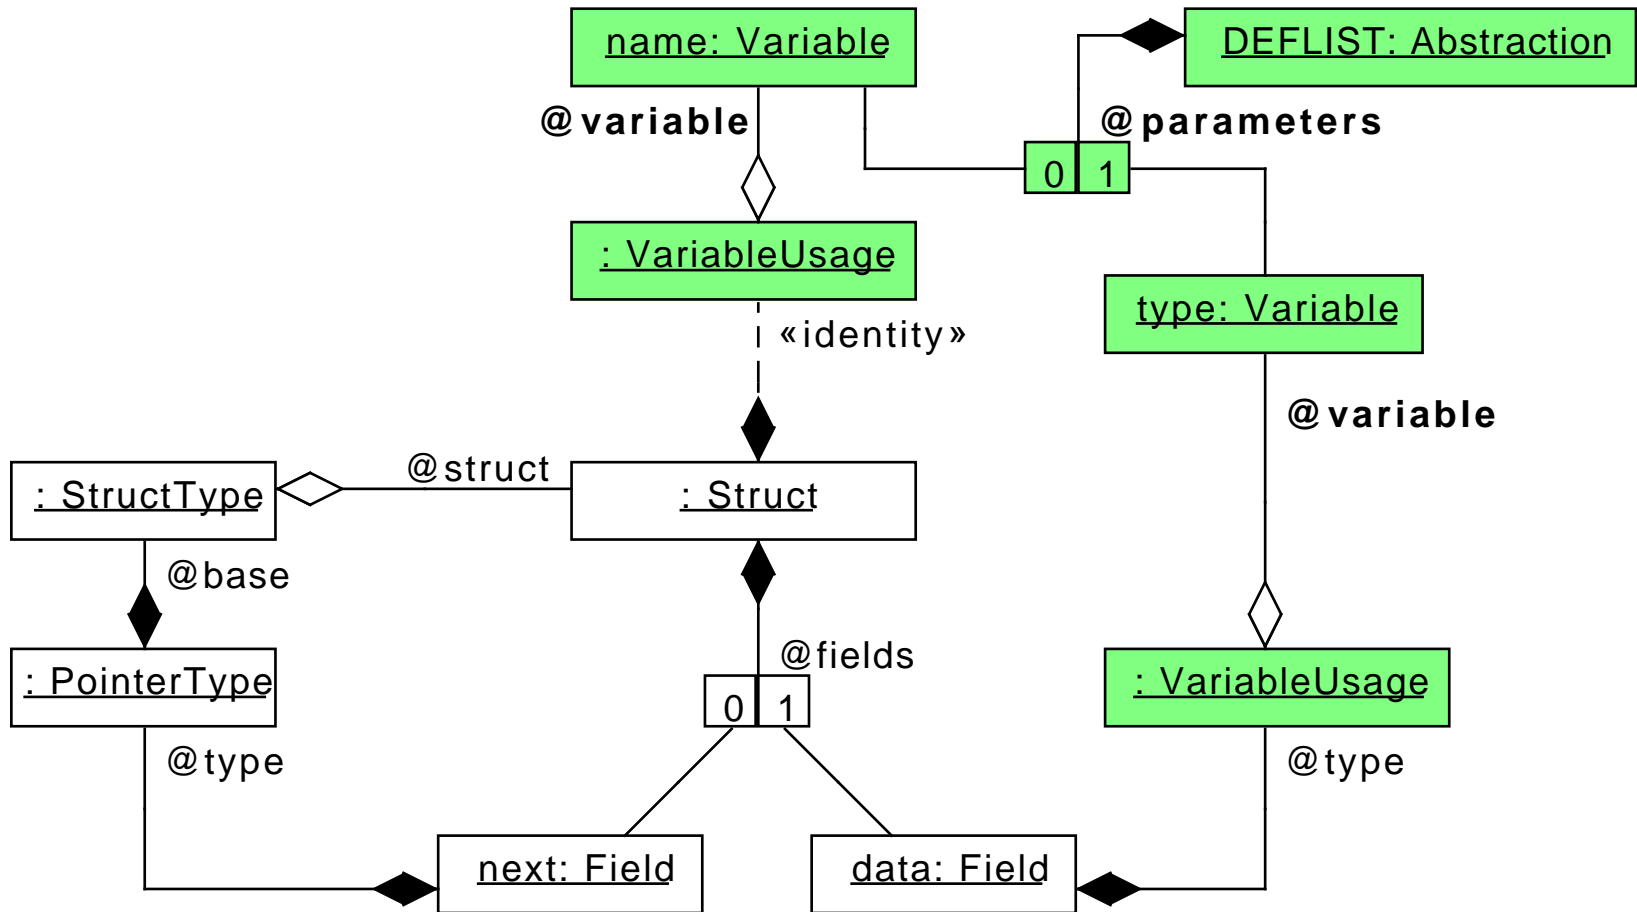 name: Variable
DEFLIST: Abstraction
@variable
@parameters
0 1
: VariableUsage
type: Variable
«identity»
@variable
@struct
: StructType
: Struct
@base
@fields
: PointerType
0 1
: VariableUsage
@type
@type
next: Field
data: Field